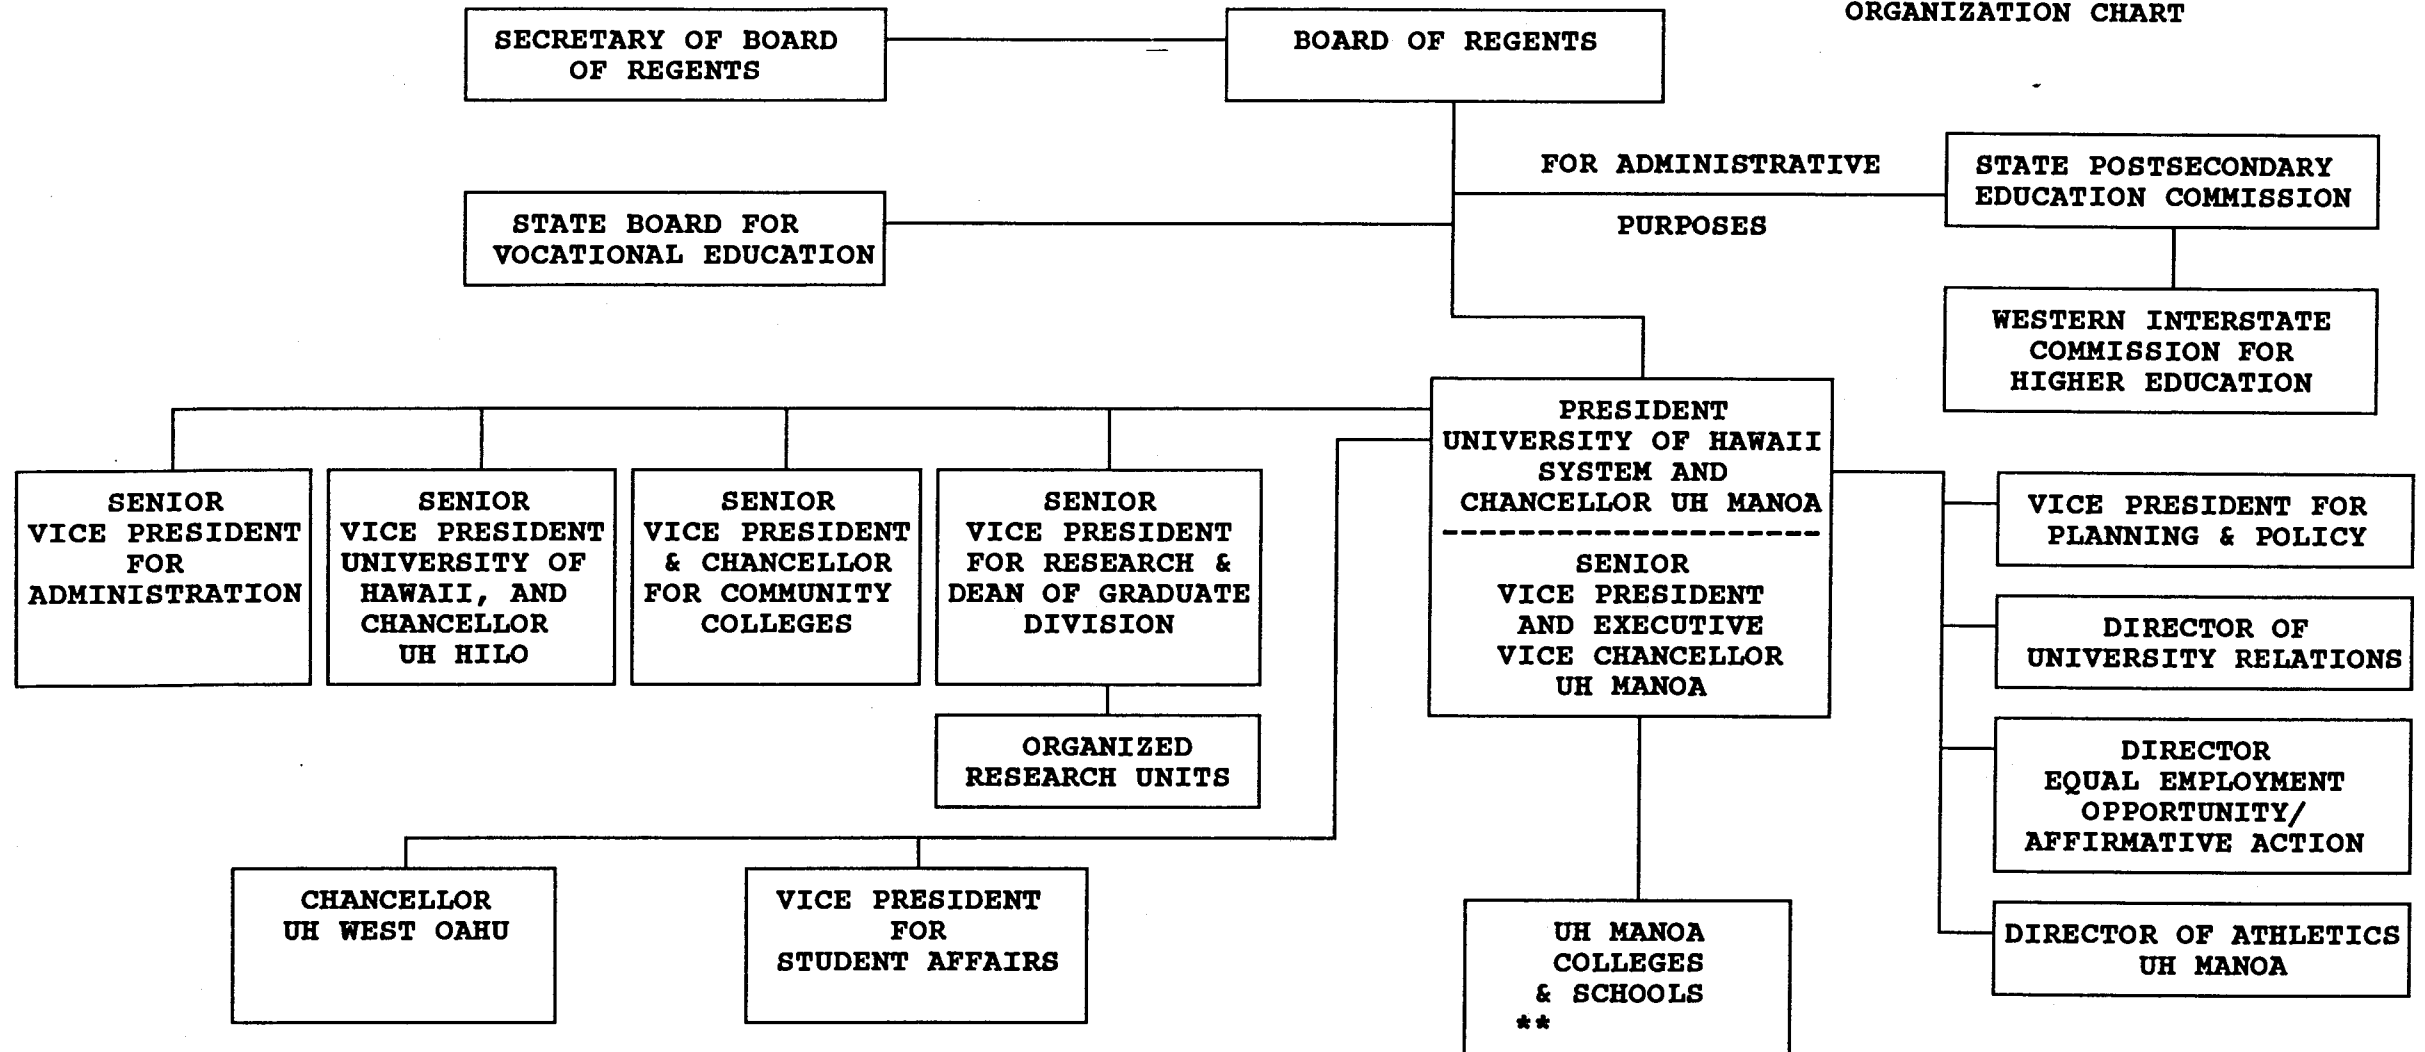 ORGANIZATION CHART
SECRETARY OF BOARD
OF REGENTS
BOARD OF REGENTS
FOR ADMINISTRATIVE
PURPOSES
STATE POSTSECONDARY
EDUCATION COMMISSION
STATE BOARD FOR
VOCATIONAL EDUCATION
WESTERN INTERSTATE
COMMISSION FOR
HIGHER EDUCATION
PRESIDENT
UNIVERSITY OF HAWAII
SYSTEM AND
CHANCELLOR UH MANOA
SENIOR
VICE PRESIDENT
AND EXECUTIVE
VICE CHANCELLOR
UH MANOA
SENIOR
VICE PRESIDENT
FOR
ADMINISTRATION
SENIOR
VICE PRESIDENT
UNIVERSITY OF
HAWAII, AND
CHANCELLOR
UH HILO
SENIOR
VICE PRESIDENT
& CHANCELLOR
FOR COMMUNITY
COLLEGES
SENIOR
VICE PRESIDENT
FOR RESEARCH &
DEAN OF GRADUATE
DIVISION
ORGANIZED
RESEARCH UNITS
VICE PRESIDENT FOR
PLANNING & POLICY
DIRECTOR OF
UNIVERSITY RELATIONS
DIRECTOR
EQUAL EMPLOYMENT
OPPORTUNITY/
AFFIRMATIVE ACTION
DIRECTOR OF ATHLETICS
UH MANOA
CHANCELLOR
UH WEST OAHU
VICE PRESIDENT
FOR
STUDENT AFFAIRS
UH MANOA
COLLEGES
& SCHOOLS
**